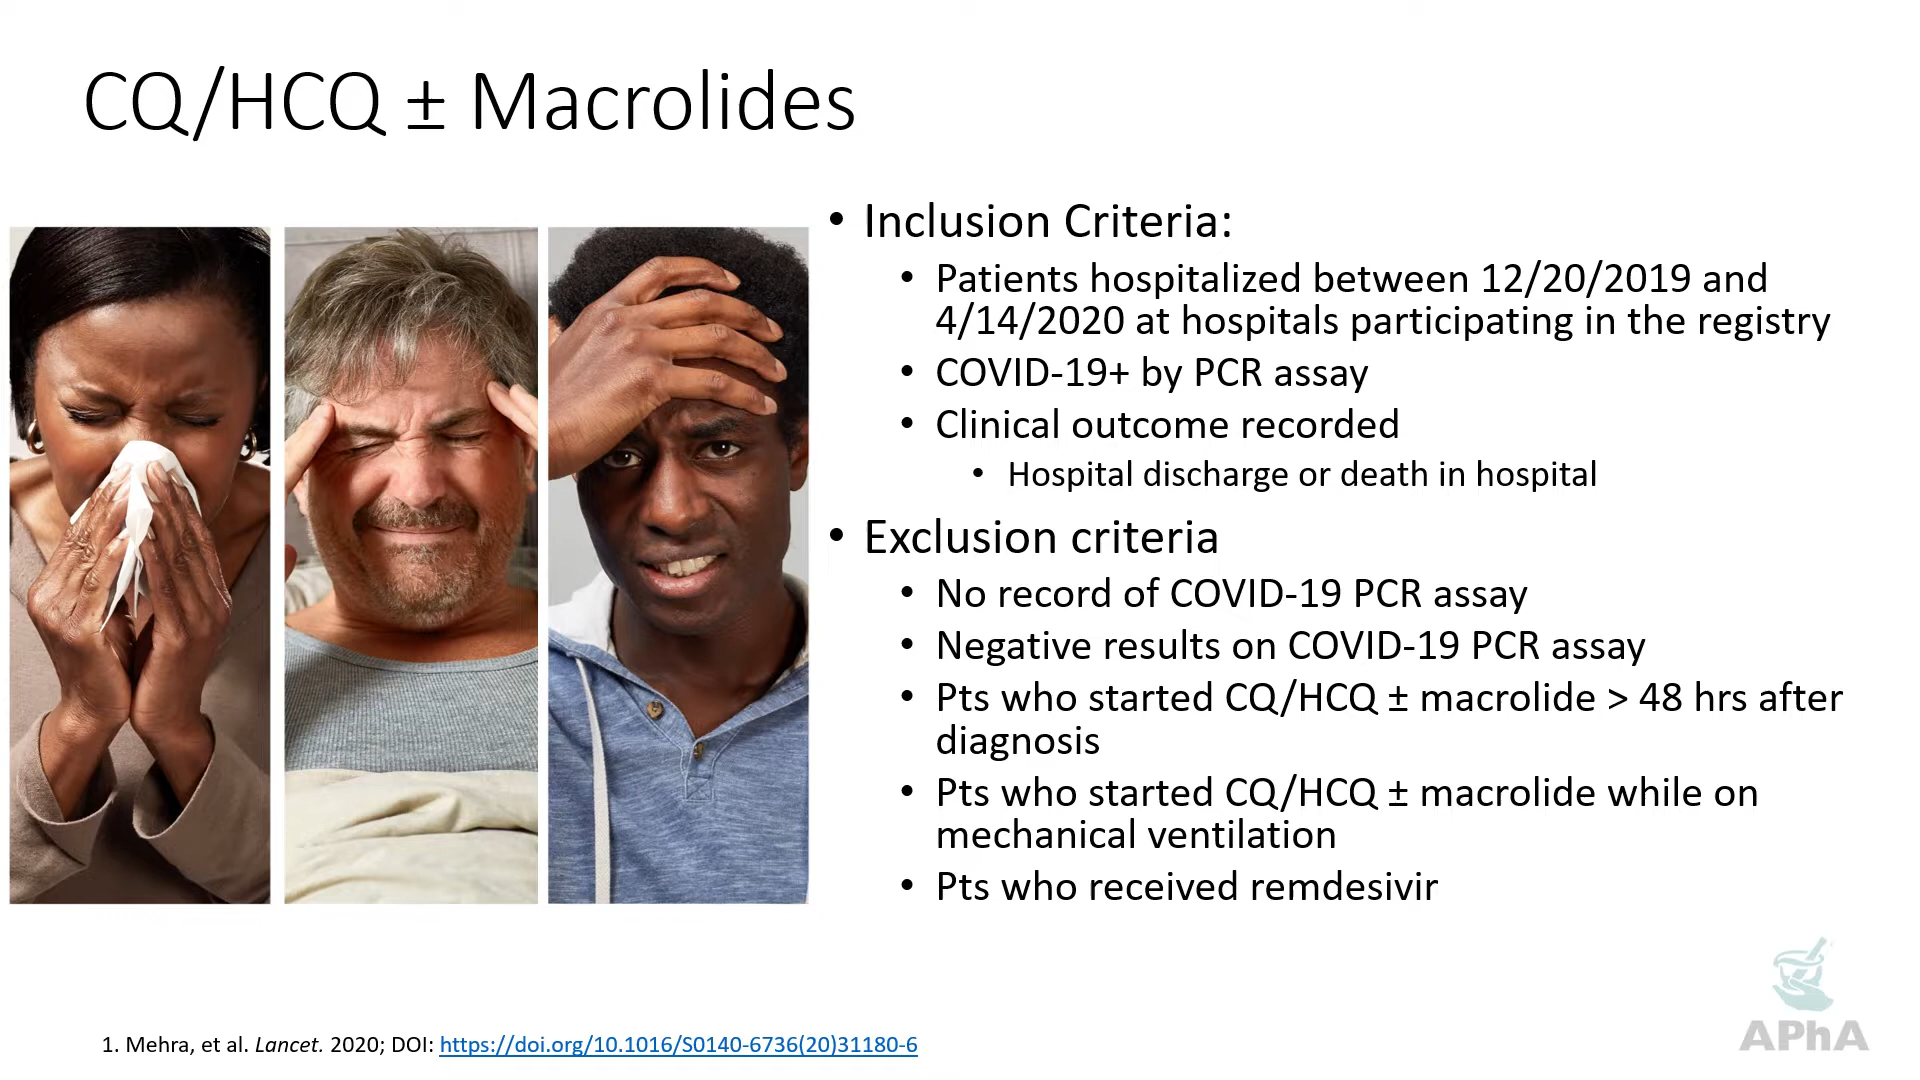 CQ/HCQ ± Macrolides
• Inclusion Criteria:
• Patients hospitalized between 12/20/2019 and
4/14/2020 at hospitals participating in the registry
• COVID-19+ by PCR assay
• Clinical outcome recorded
• Hospital discharge or death in hospital
• Exclusion criteria
• No record of COVID-19 PCR assay
• Negative results on COVID-19 PCR assay
• Pts who started CQ/HCQ ± macrolide > 48 hrs after
diagnosis
• Pts who started CQ/HCQ ± macrolide while on
mechanical ventilation
• Pts who received remdesivir
1. Mehra, et al. Lancet. 2020; DOI: https://doi.org/10.1016/S0140-6736(20)31180-6
APhA